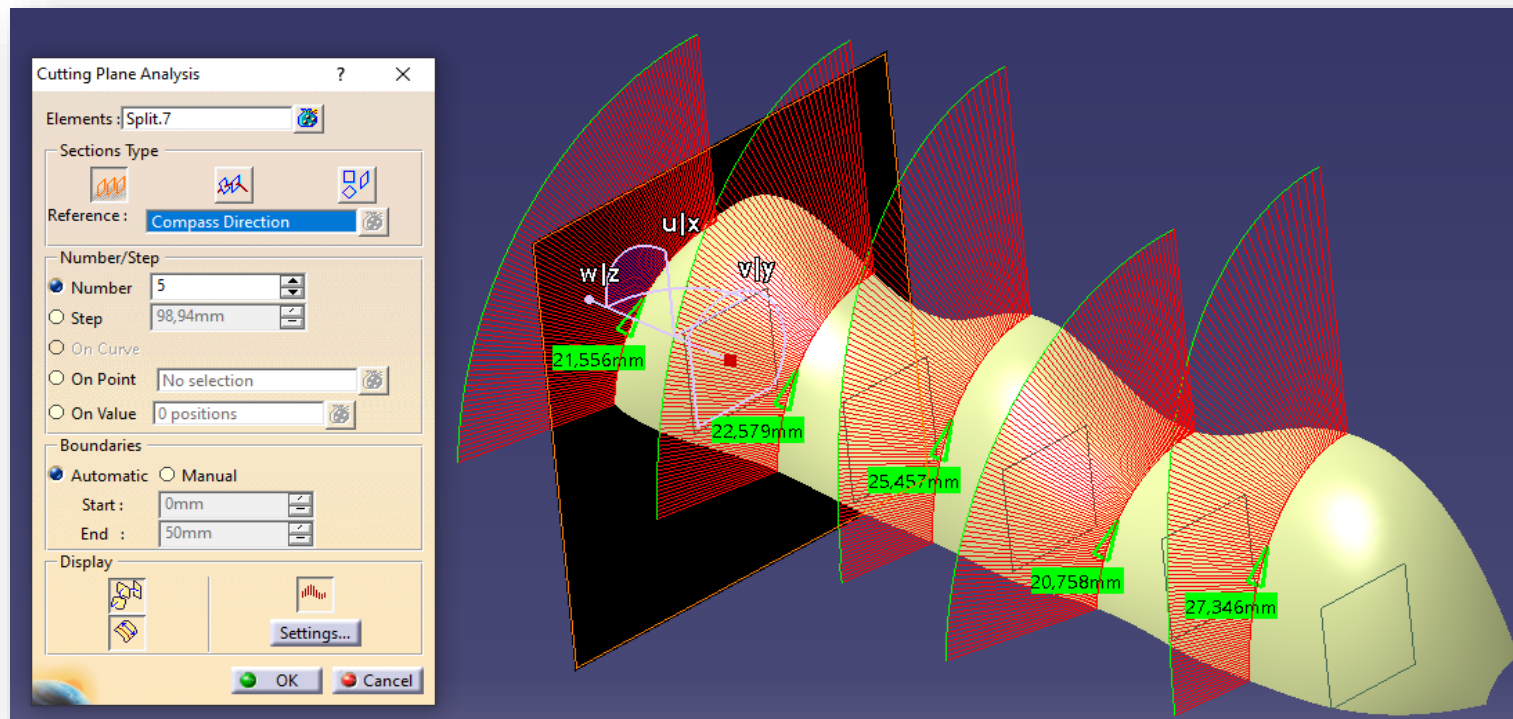 Cutting Plane Analysis ?
Elements : Split.7
Sections Type
Reference : Compass Direction
Number/Step
Number 5
Step 98,94mm
On Curve
On Point No selection
On Value 0 positions
Boundaries
Automatic Manual
Start : 0mm
End : 50mm
Display
Settings...
OK Cancel
u|x
w|z
v|y
21,556mm
22,579mm
25,457mm
20,758mm
27,346mm